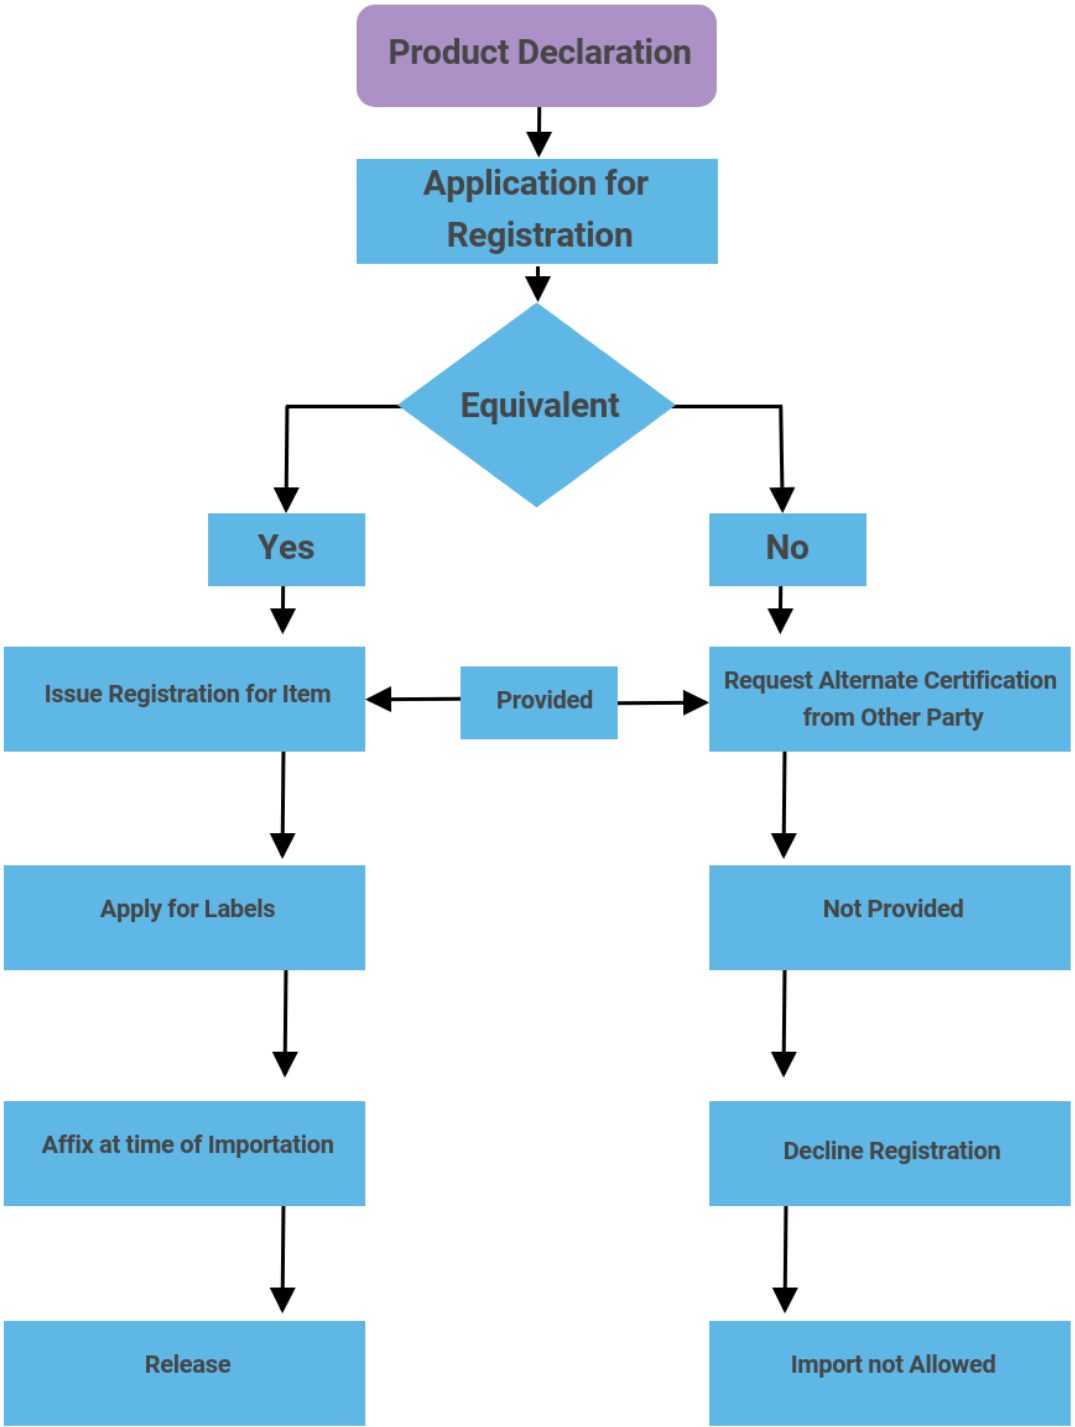 Product Declaration
Application for
Registration
Equivalent
Yes
No
Issue Registration for Item
Provided
Request Alternate Certification
from Other Party
Apply for Labels
Not Provided
Affix at time of Importation
Decline Registration
Release
Import not Allowed